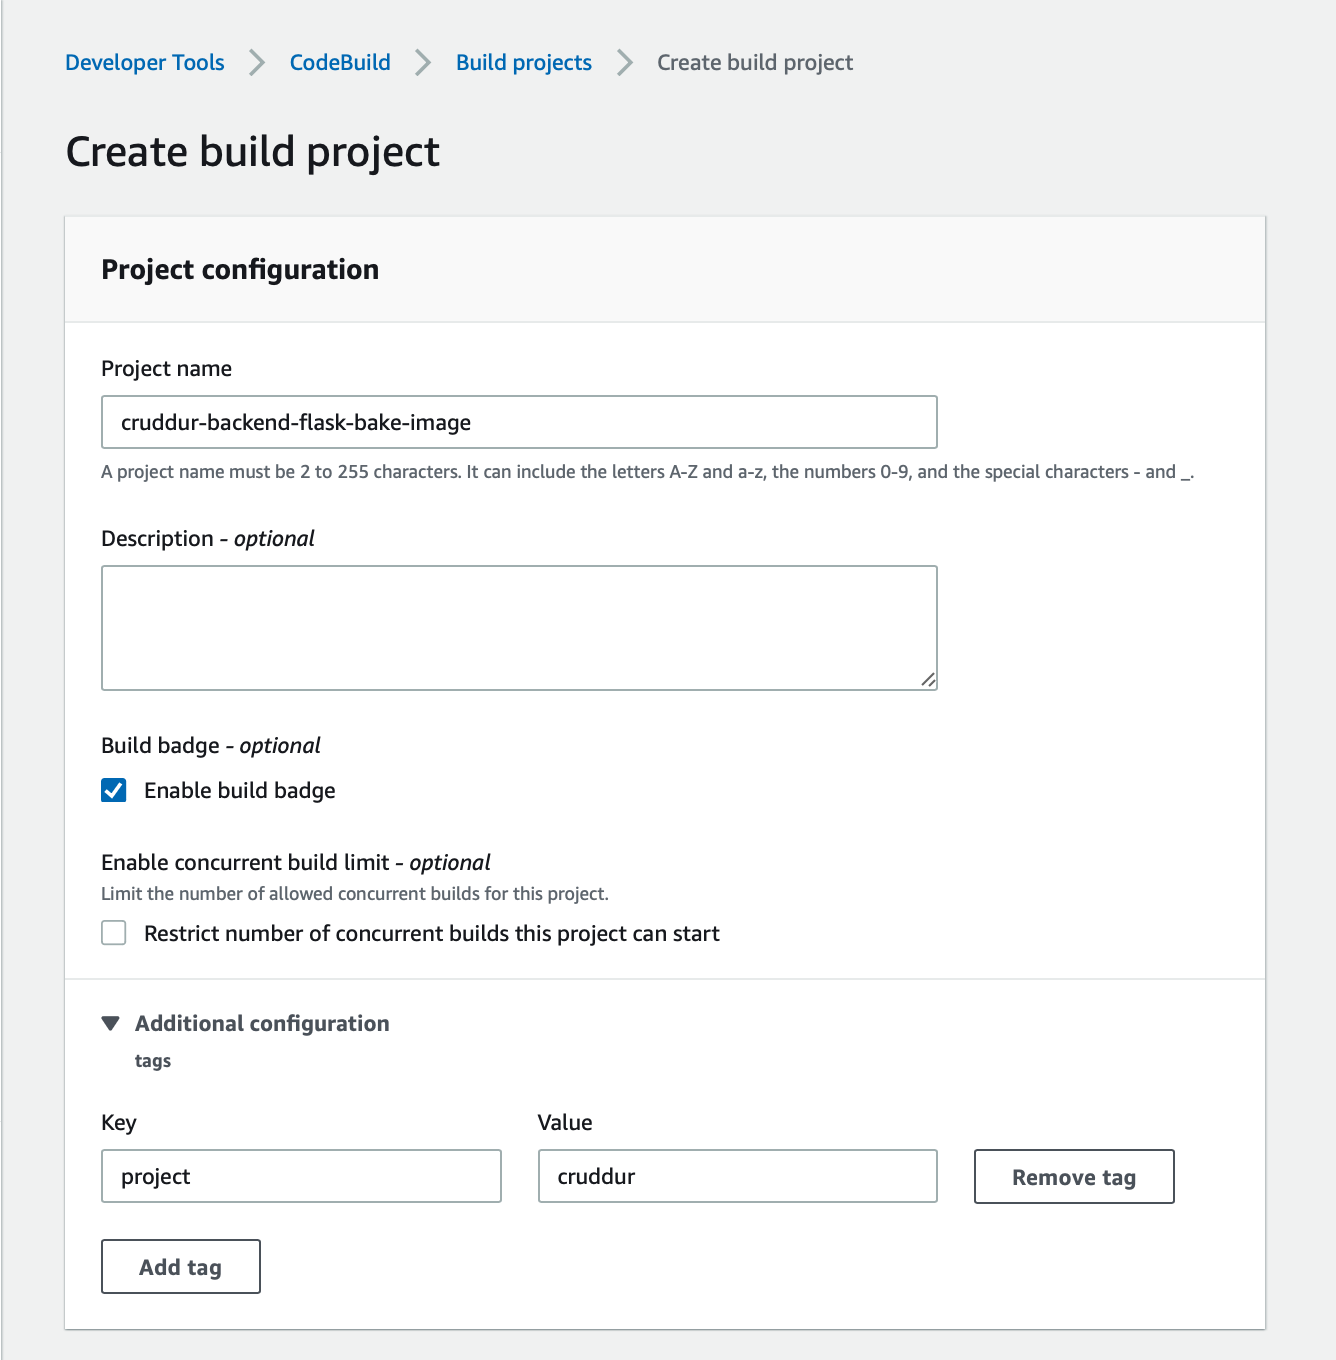 Developer Tools > CodeBuild > Build projects > Create build project
Create build project
Project configuration
Project name
cruddur-backend-flask-bake-image
A project name must be 2 to 255 characters. It can include the letters A-Z and a-z, the numbers 0-9, and the special characters - and _.
Description - optional
Build badge - optional
Enable build badge
Enable concurrent build limit - optional
Limit the number of allowed concurrent builds for this project.
Restrict number of concurrent builds this project can start
Additional configuration
tags
Key Value
project cruddur Remove tag
Add tag